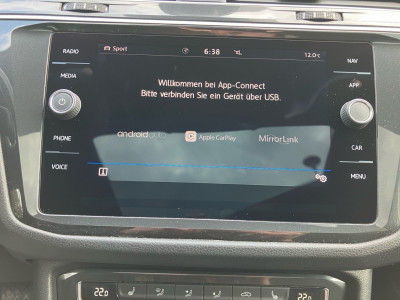 RADIO
MEDIA
PHONE
VOICE
Sport
6:38
12.0°C
Willkommen bei App-Connect
Bitte verbinden Sie ein Gerät über USB.
androidauto
Apple CarPlay
MirrorLink
NAV
APP
CAR
MENU
22.0
22.0